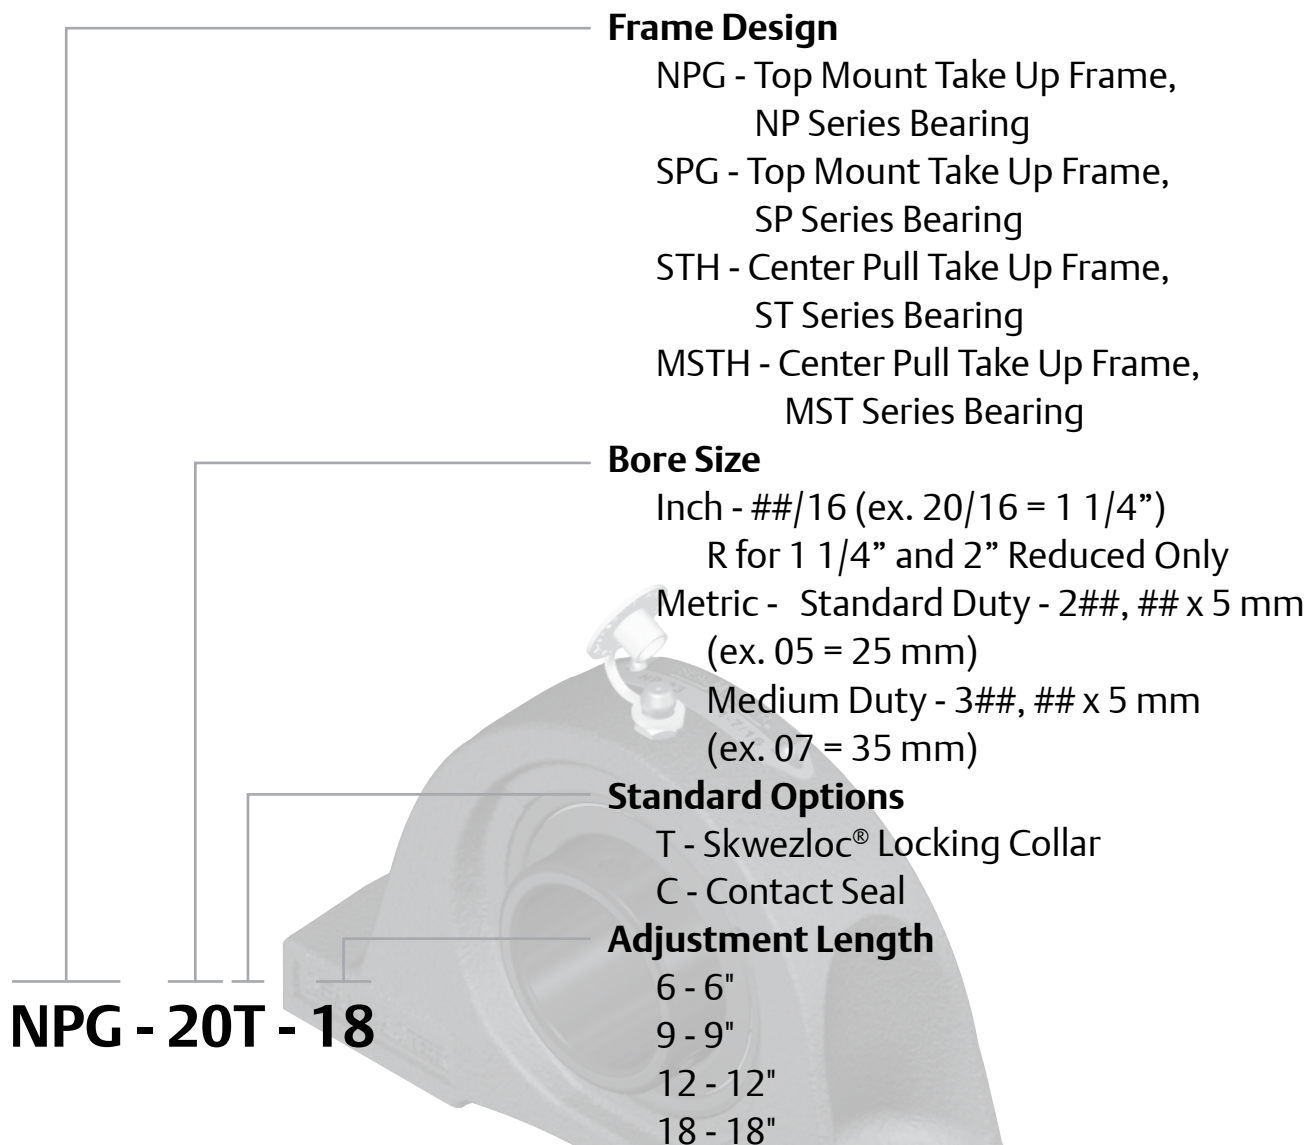 Frame Design
NPG - Top Mount Take Up Frame,
NP Series Bearing
SPG - Top Mount Take Up Frame,
SP Series Bearing
STH - Center Pull Take Up Frame,
ST Series Bearing
MSTH - Center Pull Take Up Frame,
MST Series Bearing
Bore Size
Inch - ##/16 (ex. 20/16 = 1 1/4”)
R for 1 1/4” and 2” Reduced Only
Metric - Standard Duty - 2##, ## x 5 mm
(ex. 05 = 25 mm)
Medium Duty - 3##, ## x 5 mm
(ex. 07 = 35 mm)
Standard Options
T - Skwezloc® Locking Collar
C - Contact Seal
Adjustment Length
6 - 6"
9 - 9"
12 - 12"
18 - 18"
NPG - 20T - 18